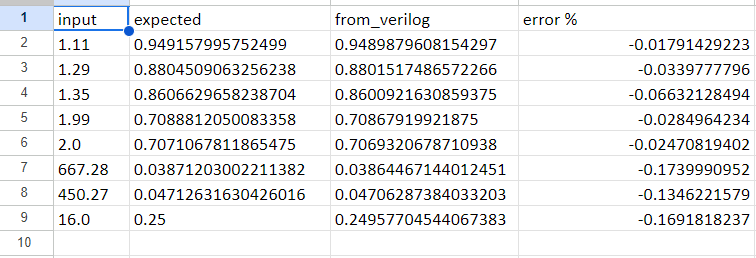 1 input expected from_verilog error %
2 1.11 0.949157995752499 0.9489879608154297 -0.01791429223
3 1.29 0.8804509063256238 0.8801517486572266 -0.0339777796
4 1.35 0.8606629658238704 0.8600921630859375 -0.06632128494
5 1.99 0.7088812050083358 0.70867919921875 -0.0284964234
6 2.0 0.7071067811865475 0.7069320678710938 -0.02470819402
7 667.28 0.03871203002211382 0.03864467144012451 -0.1739990952
8 450.27 0.04712631630426016 0.04706287384033203 -0.1346221579
9 16.0 0.25 0.24957704544067383 -0.1691818237
10